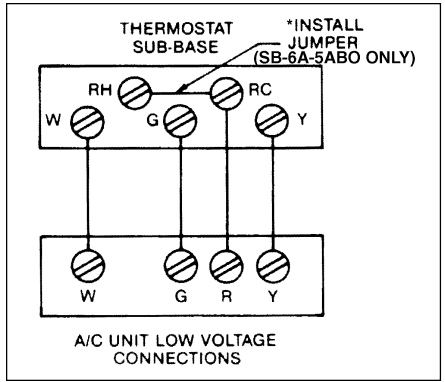 THERMOSTAT
SUB-BASE
*INSTALL
JUMPER
(SB-6A-5ABO ONLY)
RH RC
W G Y
W G R Y
A/C UNIT LOW VOLTAGE
CONNECTIONS